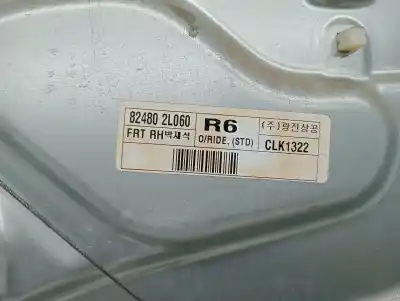 82480 2L060 R6 (주)광진상공
FRT RH박재석 O/RIDE, (STD) CLK1322